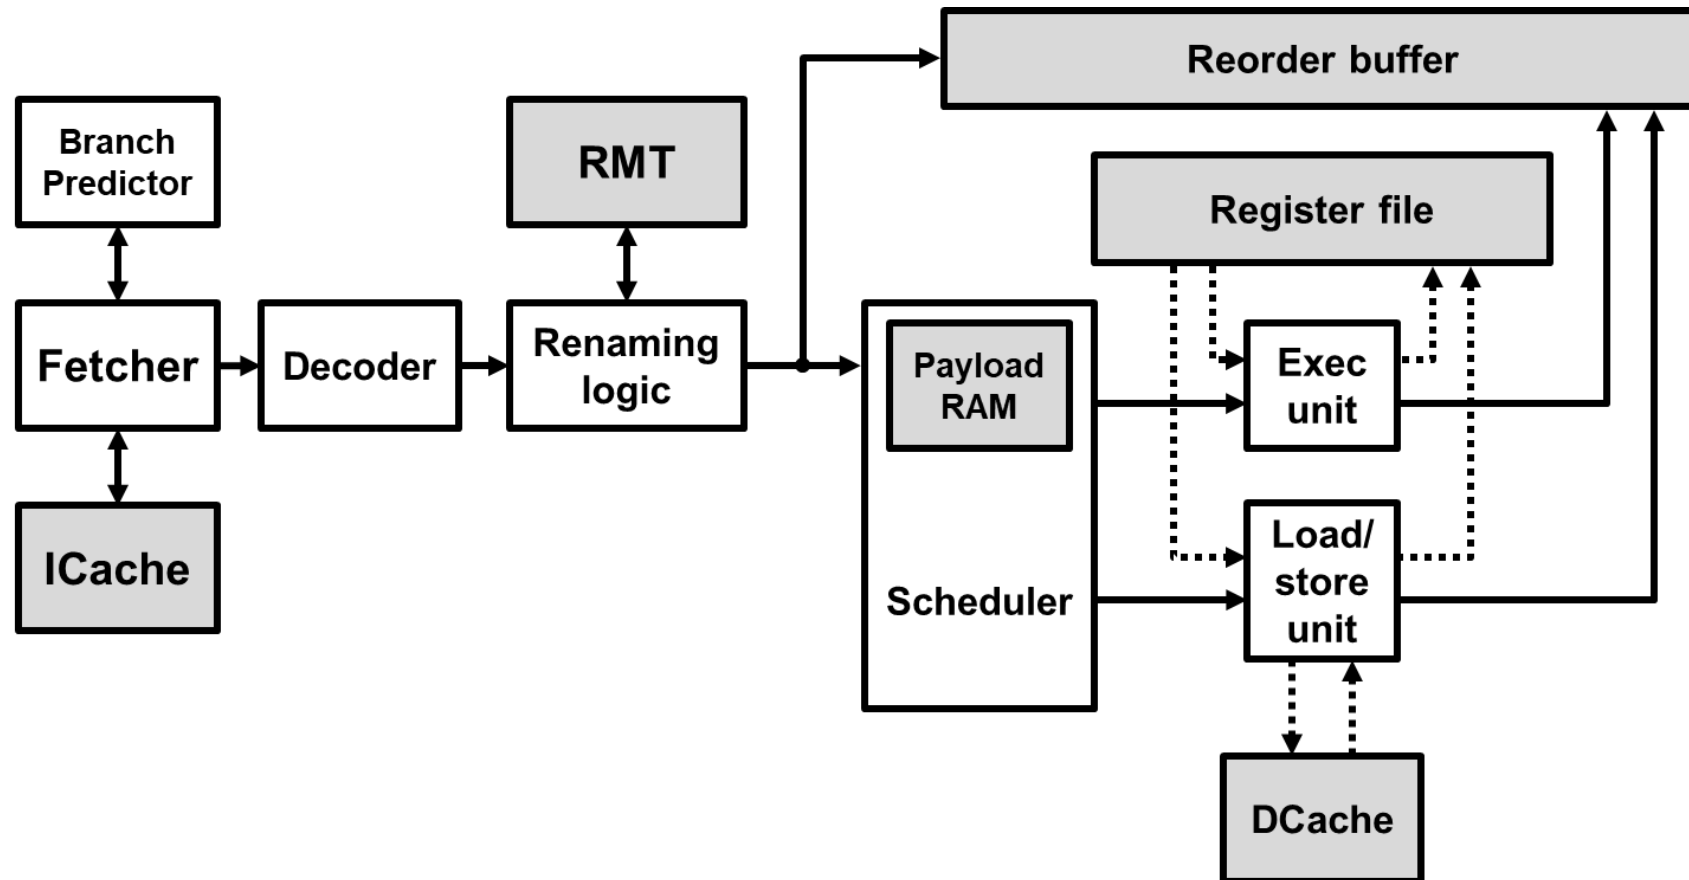 Reorder buffer
Branch
Predictor
RMT
Register file
Fetcher
Decoder
Renaming
logic
Payload
RAM
Exec
unit
ICache
Scheduler
Load/
store
unit
DCache